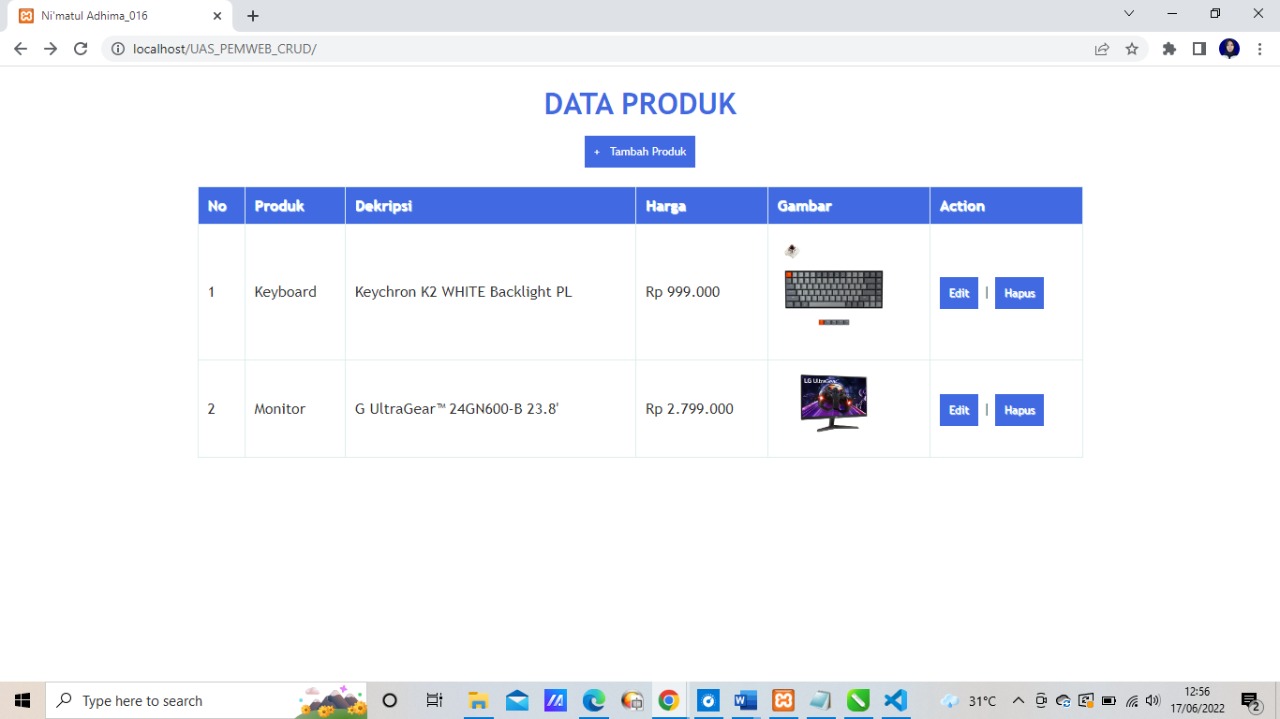 Ni'matul Adhima_016
localhost/UAS_PEMWEB_CRUD/
DATA PRODUK
+ Tambah Produk
No Produk Dekripsi Harga Gambar Action
1 Keyboard Keychron K2 WHITE Backlight PL Rp 999.000 Edit | Hapus
LG UltraGear
2 Monitor G UltraGear™ 24GN600-B 23.8' Rp 2.799.000 Edit | Hapus
Type here to search
31°C
12:56
17/06/2022
2